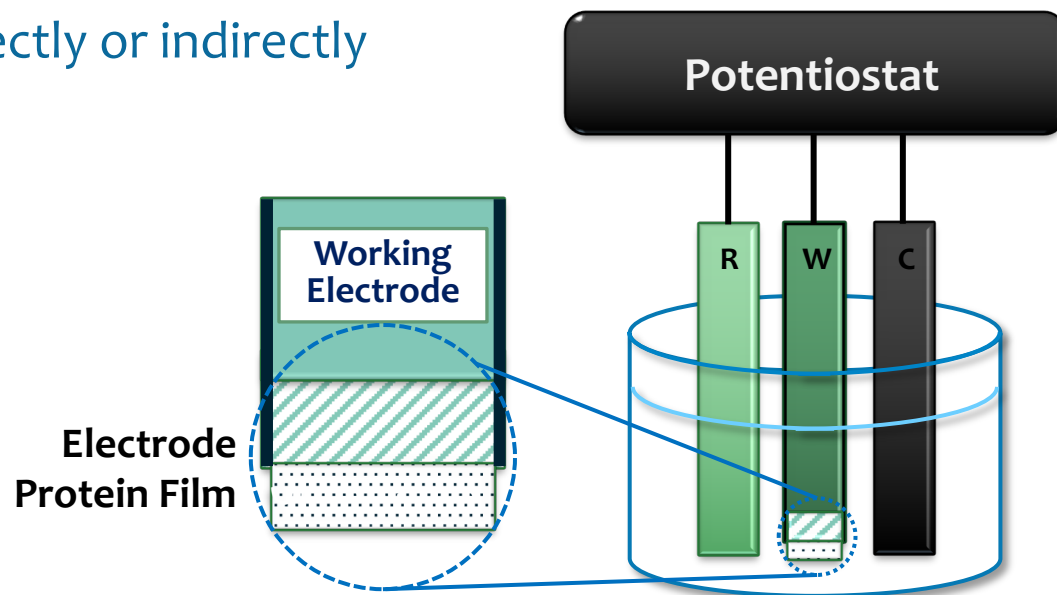 ectly or indirectly
Potentiostat
R W C
Working
Electrode
Electrode
Protein Film